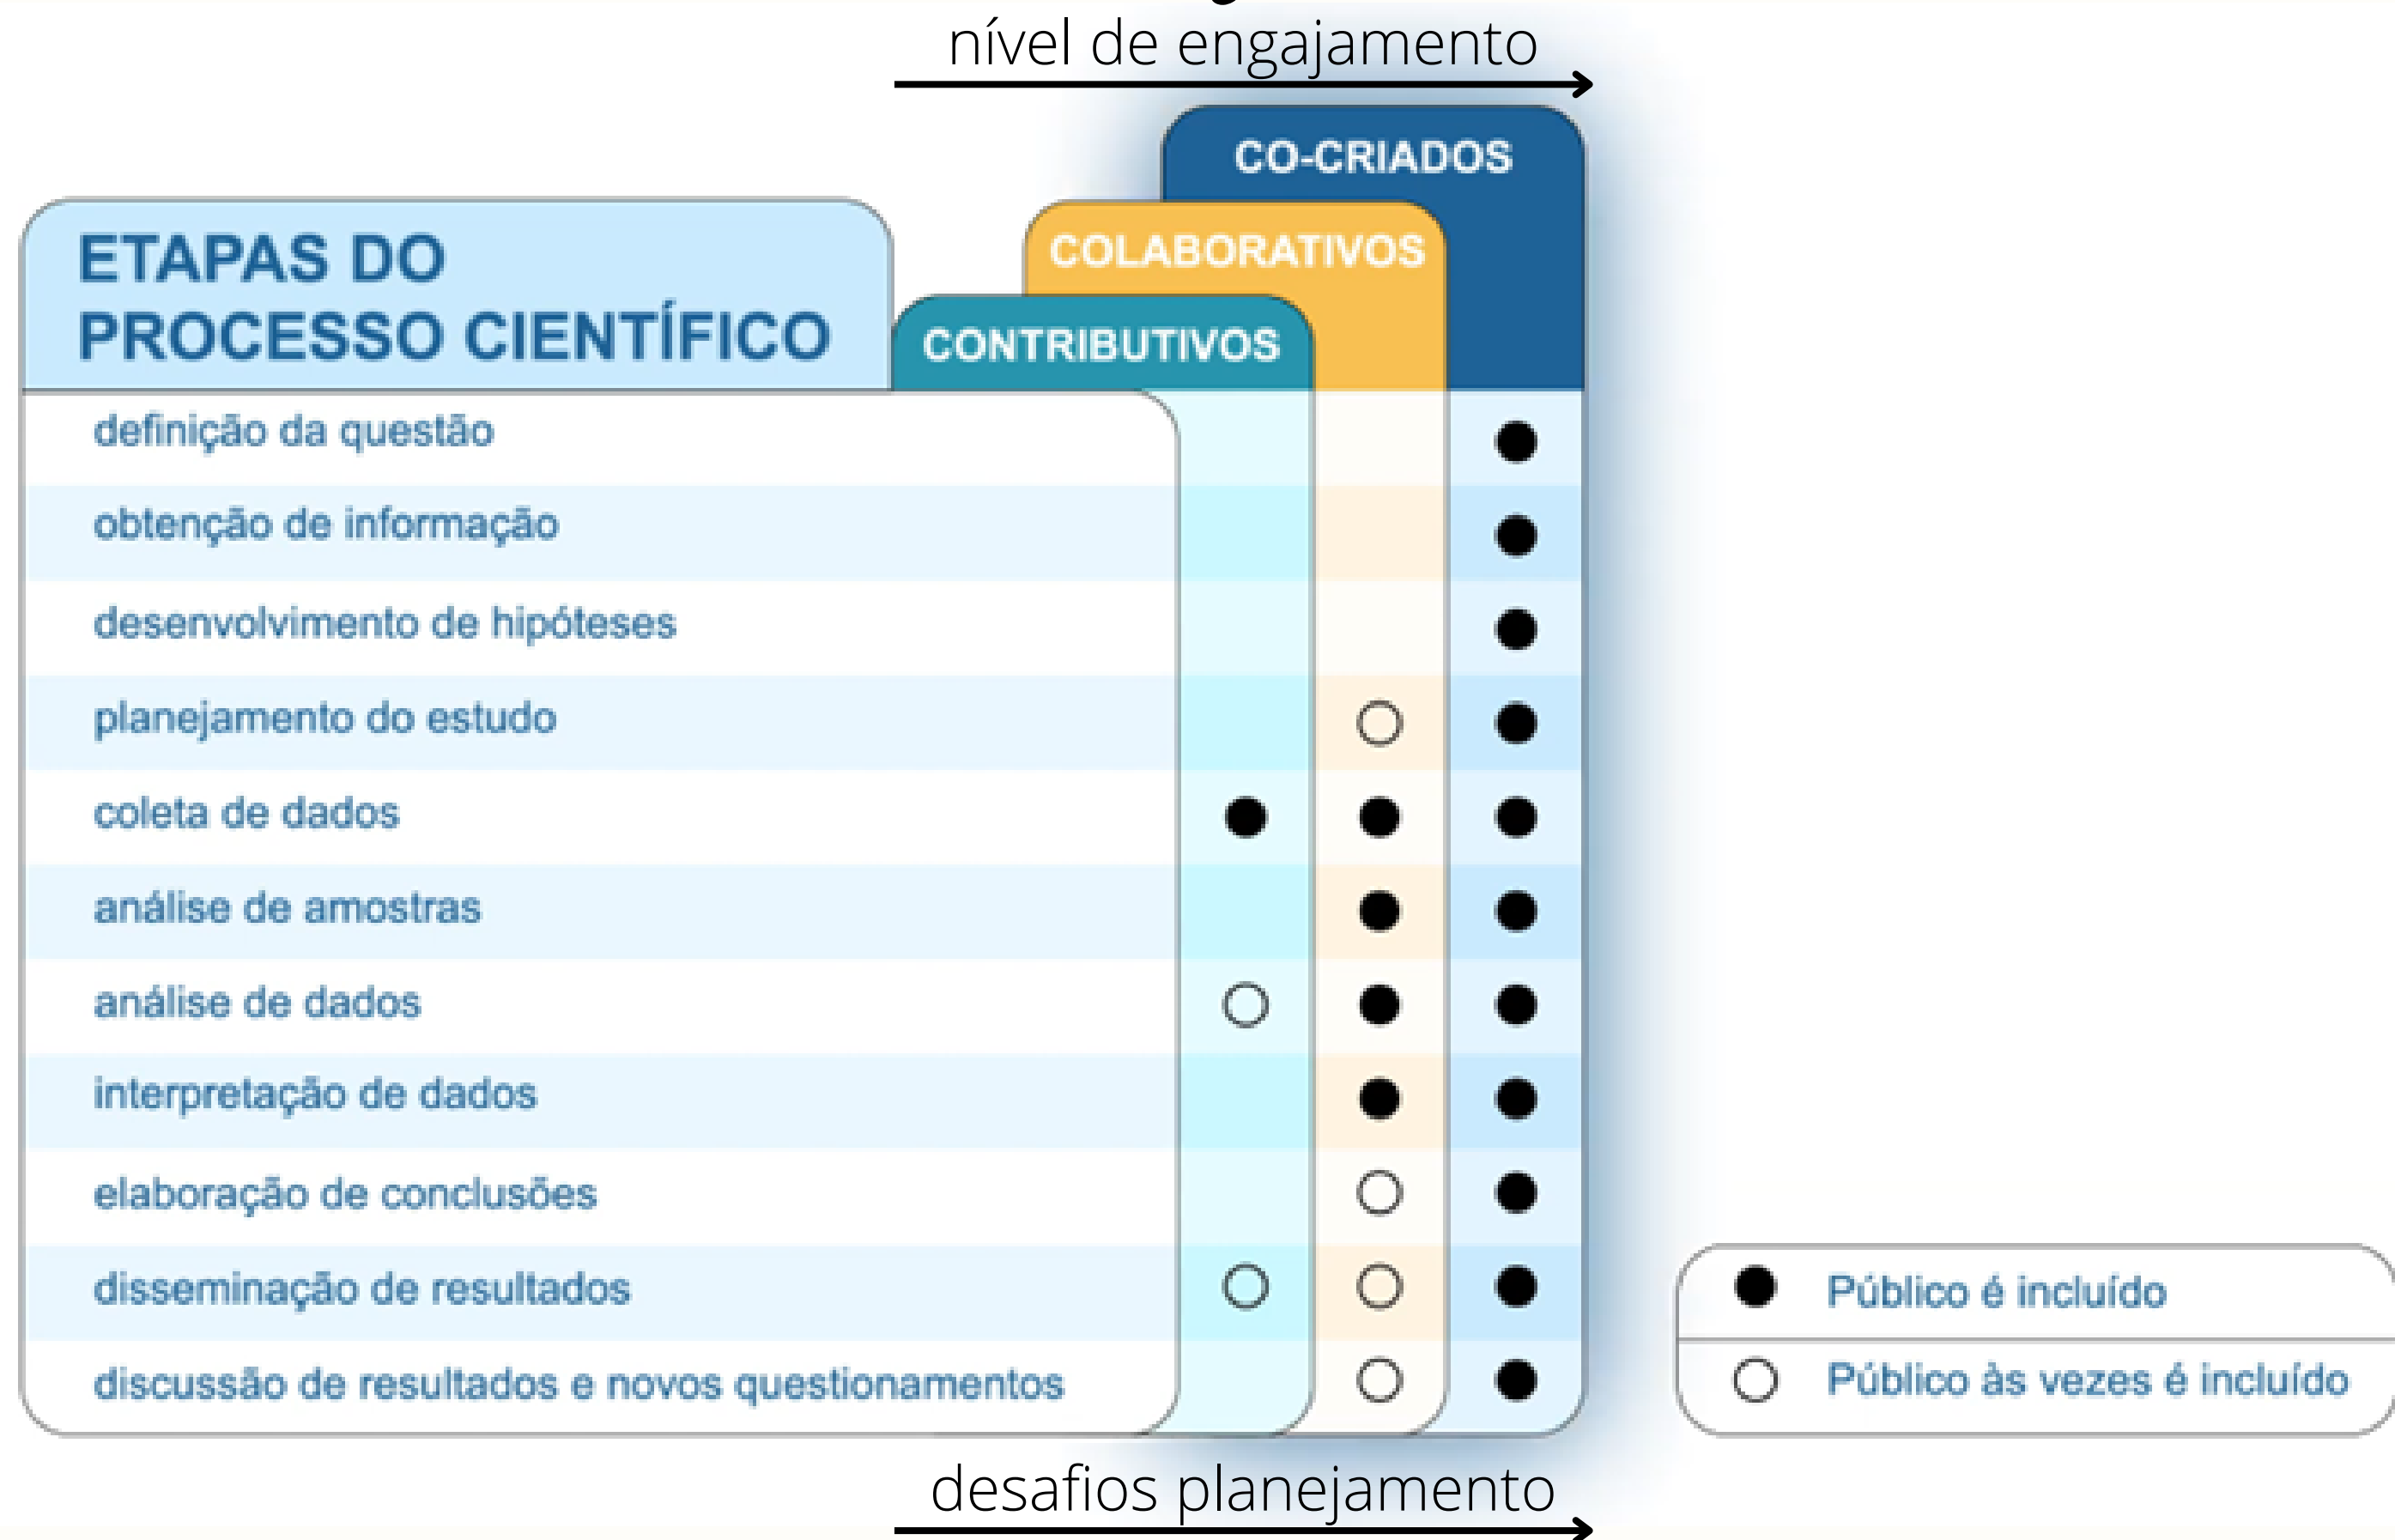 nível de engajamento
CO-CRIADOS
COLABORATIVOS
CONTRIBUTIVOS
ETAPAS DO
PROCESSO CIENTÍFICO
definição da questão
obtenção de informação
desenvolvimento de hipóteses
planejamento do estudo
coleta de dados
análise de amostras
análise de dados
interpretação de dados
elaboração de conclusões
disseminação de resultados
discussão de resultados e novos questionamentos
Público é incluído
Público às vezes é incluído
desafios planejamento